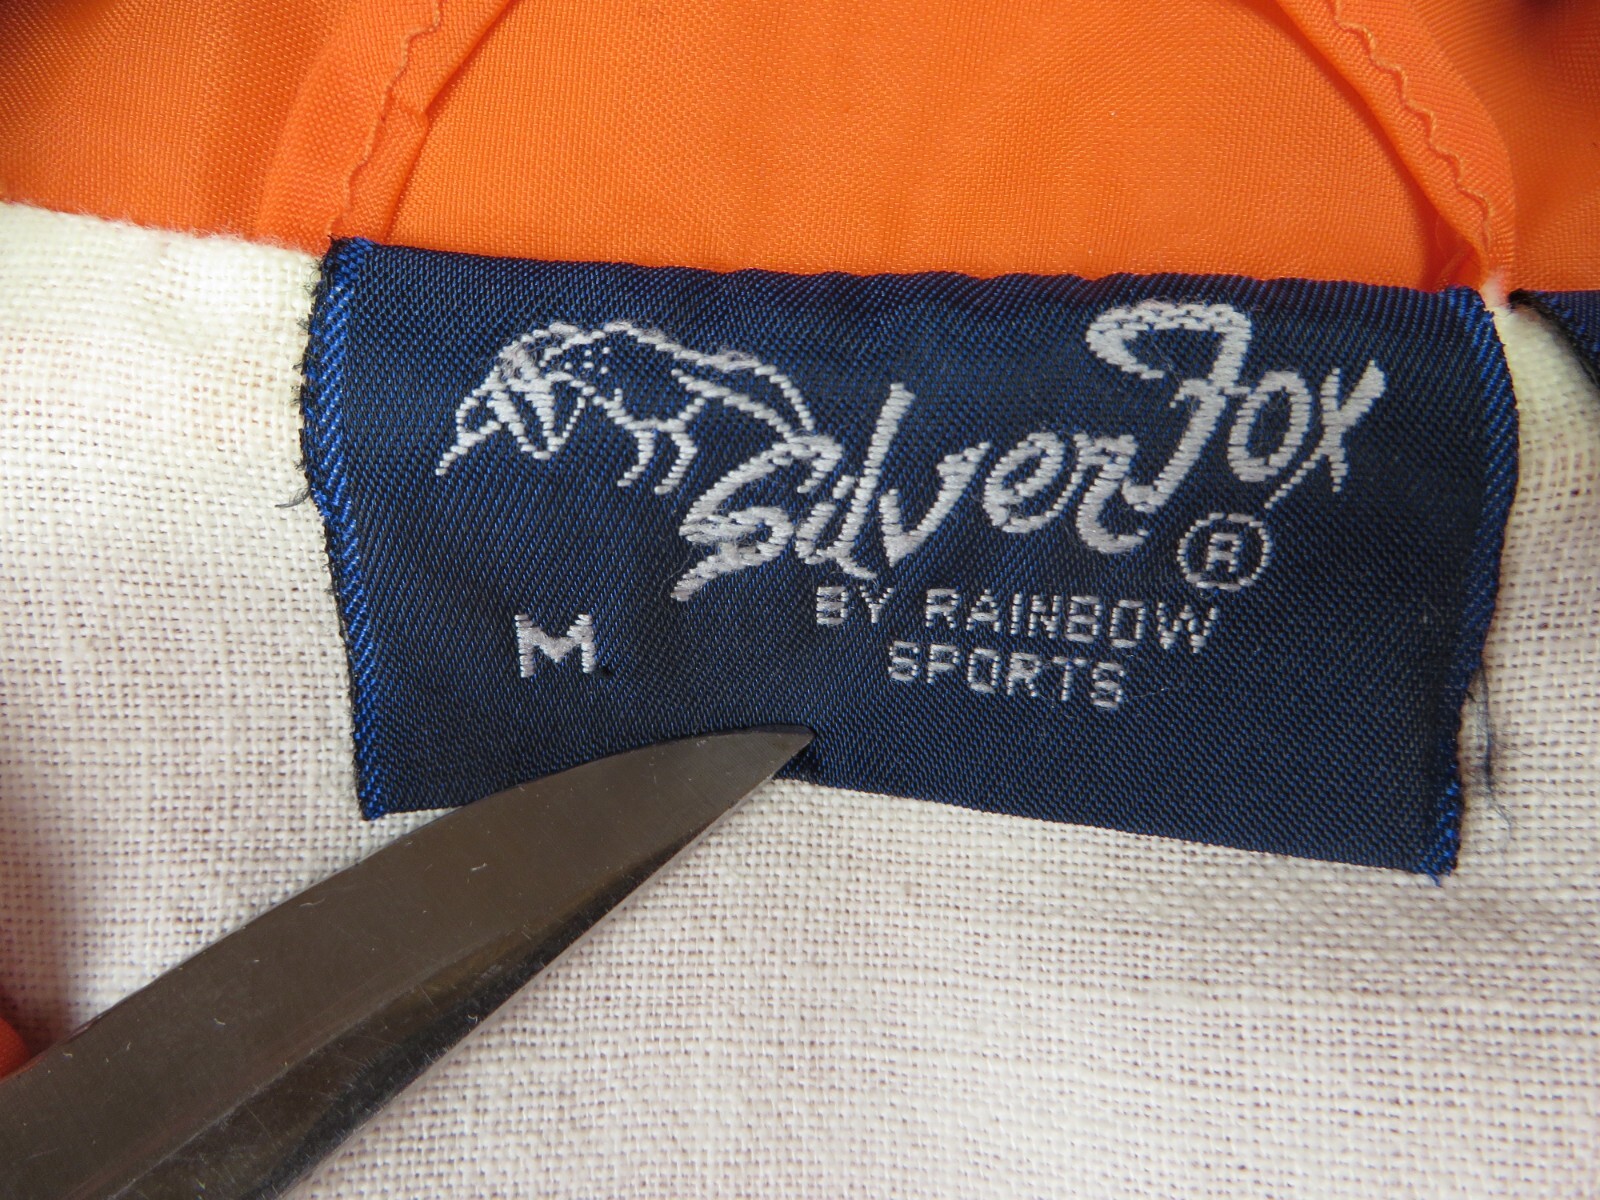 Silver Fox ®
BY RAINBOW
SPORTS
M